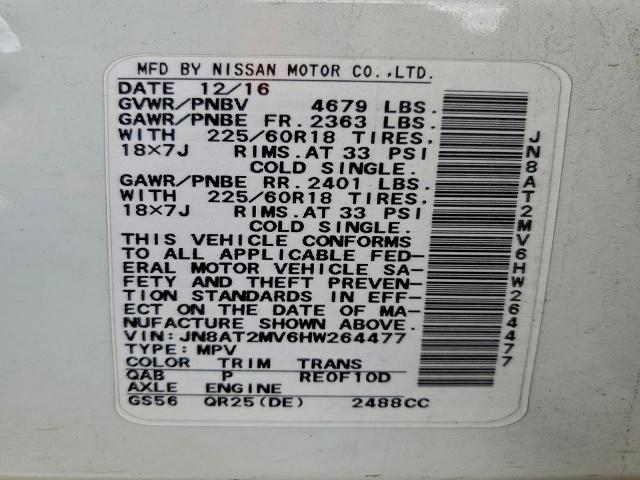 MFD BY NISSAN MOTOR CO.,LTD.
DATE 12/16
GVWR/PNBV 4679 LBS.
GAWR/PNBE FR.2363 LBS.
WITH 225/60R18 TIRES.
18×7J RIMS.AT 33 PSI
COLD SINGLE.
GAWR/PNBE RR.2401 LBS.
WITH 225/60R18 TIRES.
18×7J RIMS.AT 33 PSI
COLD SINGLE.
THIS VEHICLE CONFORMS
TO ALL APPLICABLE FED-
ERAL MOTOR VEHICLE SA-
FETY AND THEFT PREVEN-
TION STANDARDS IN EFF-
ECT ON THE DATE OF MA-
NUFACTURE SHOWN ABOVE.
VIN:JN8AT2MV6HW264477
TYPE:MPV
COLOR TRIM TRANS
QAB P RE0F10D
AXLE ENGINE
GS56 QR25(DE) 2488CC
JN8AT2MV6HW264477